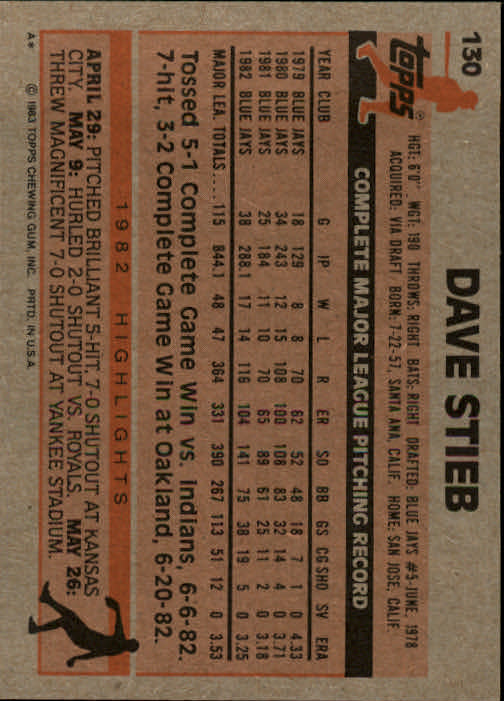 130
Topps®
DAVE STIEB
HGT: 6'0" WGT: 190 THROWS: RIGHT BATS: RIGHT DRAFTED: BLUE JAYS #5-JUNE, 1978
ACQUIRED: VIA DRAFT BORN: 7-22-57, SANTA ANA, CALIF. HOME: SAN JOSE, CALIF.
COMPLETE MAJOR LEAGUE PITCHING RECORD
YEAR CLUB G IP W L R ER SO BB GS CG SHO SV ERA
1979 BLUE JAYS 18 129 8 8 70 62 52 48 18 7 1 0 4.33
1980 BLUE JAYS 34 243 12 15 108 100 108 83 32 14 4 0 3.71
1981 BLUE JAYS 25 184 11 10 70 65 89 61 25 11 2 0 3.18
1982 BLUE JAYS 38 288.1 17 14 116 104 141 75 38 19 5 0 3.25
MAJOR LEA. TOTALS .... 115 844.1 48 47 364 331 390 267 113 51 12 0 3.53
Tossed 5-1 Complete Game Win vs. Indians, 6-6-82.
7-hit, 3-2 Complete Game Win at Oakland, 6-20-82.
1982 HIGHLIGHTS
APRIL 29: PITCHED BRILLIANT 5-HIT, 7-0 SHUTOUT AT KANSAS
CITY. MAY 9: HURLED 2-0 SHUTOUT VS. ROYALS. MAY 26:
THREW MAGNIFICENT 7-0 SHUTOUT AT YANKEE STADIUM.
A* © 1983 TOPPS CHEWING GUM, INC. PRTD. IN U.S.A.